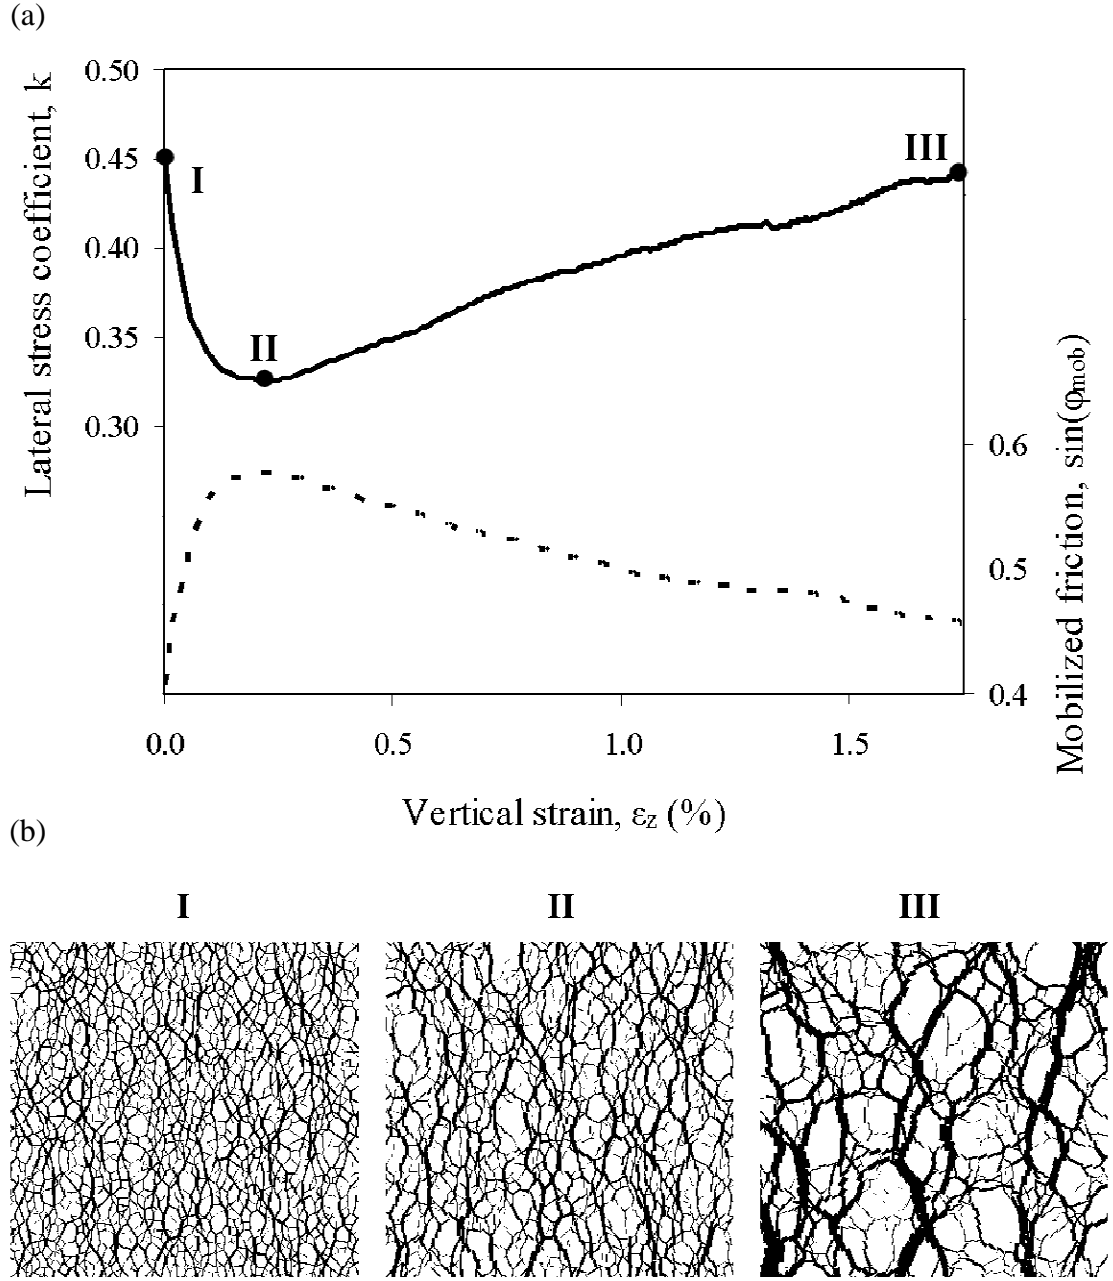 (a)
Lateral stress coefficient, k
0.50
0.45
0.40
0.35
0.30
I
II
III
0.6
0.5
0.4
Mobilized friction, sin(φmob)
0.0
0.5
1.0
1.5
Vertical strain, εz (%)
(b)
I
II
III